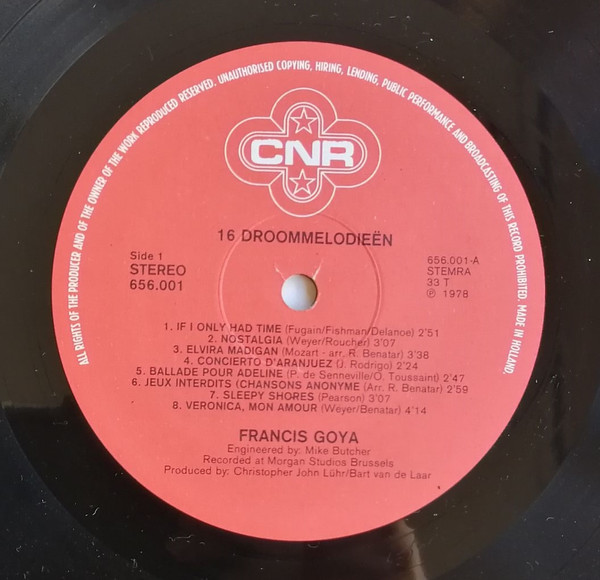 ALL RIGHTS OF THE PRODUCER AND OF THE OWNER OF THE WORK REPRODUCED RESERVED. UNAUTHORISED COPYING, HIRING, LENDING, PUBLIC PERFORMANCE AND BROADCASTING OF THIS RECORD PROHIBITED. MADE IN HOLLAND.
CNR
16 DROOMMELODIEËN
Side 1
STEREO
656.001
656.001-A
STEMRA
33 T
℗ 1978
1. IF I ONLY HAD TIME (Fugain/Fishman/Delanoe) 2'51
2. NOSTALGIA (Weyer/Roucher) 3'07
3. ELVIRA MADIGAN (Mozart - arr. R. Benatar) 3'38
4. CONCIERTO D'ARANJUEZ (J. Rodrigo) 2'24
5. BALLADE POUR ADELINE (P. de Senneville/O. Toussaint) 2'47
6. JEUX INTERDITS (CHANSONS ANONYME (Arr. R. Benatar) 2'59
7. SLEEPY SHORES (Pearson) 3'07
8. VERONICA, MON AMOUR (Weyer/Benatar) 4'14
FRANCIS GOYA
Engineered by: Mike Butcher
Recorded at Morgan Studios Brussels
Produced by: Christopher John Lühr/Bart van de Laar